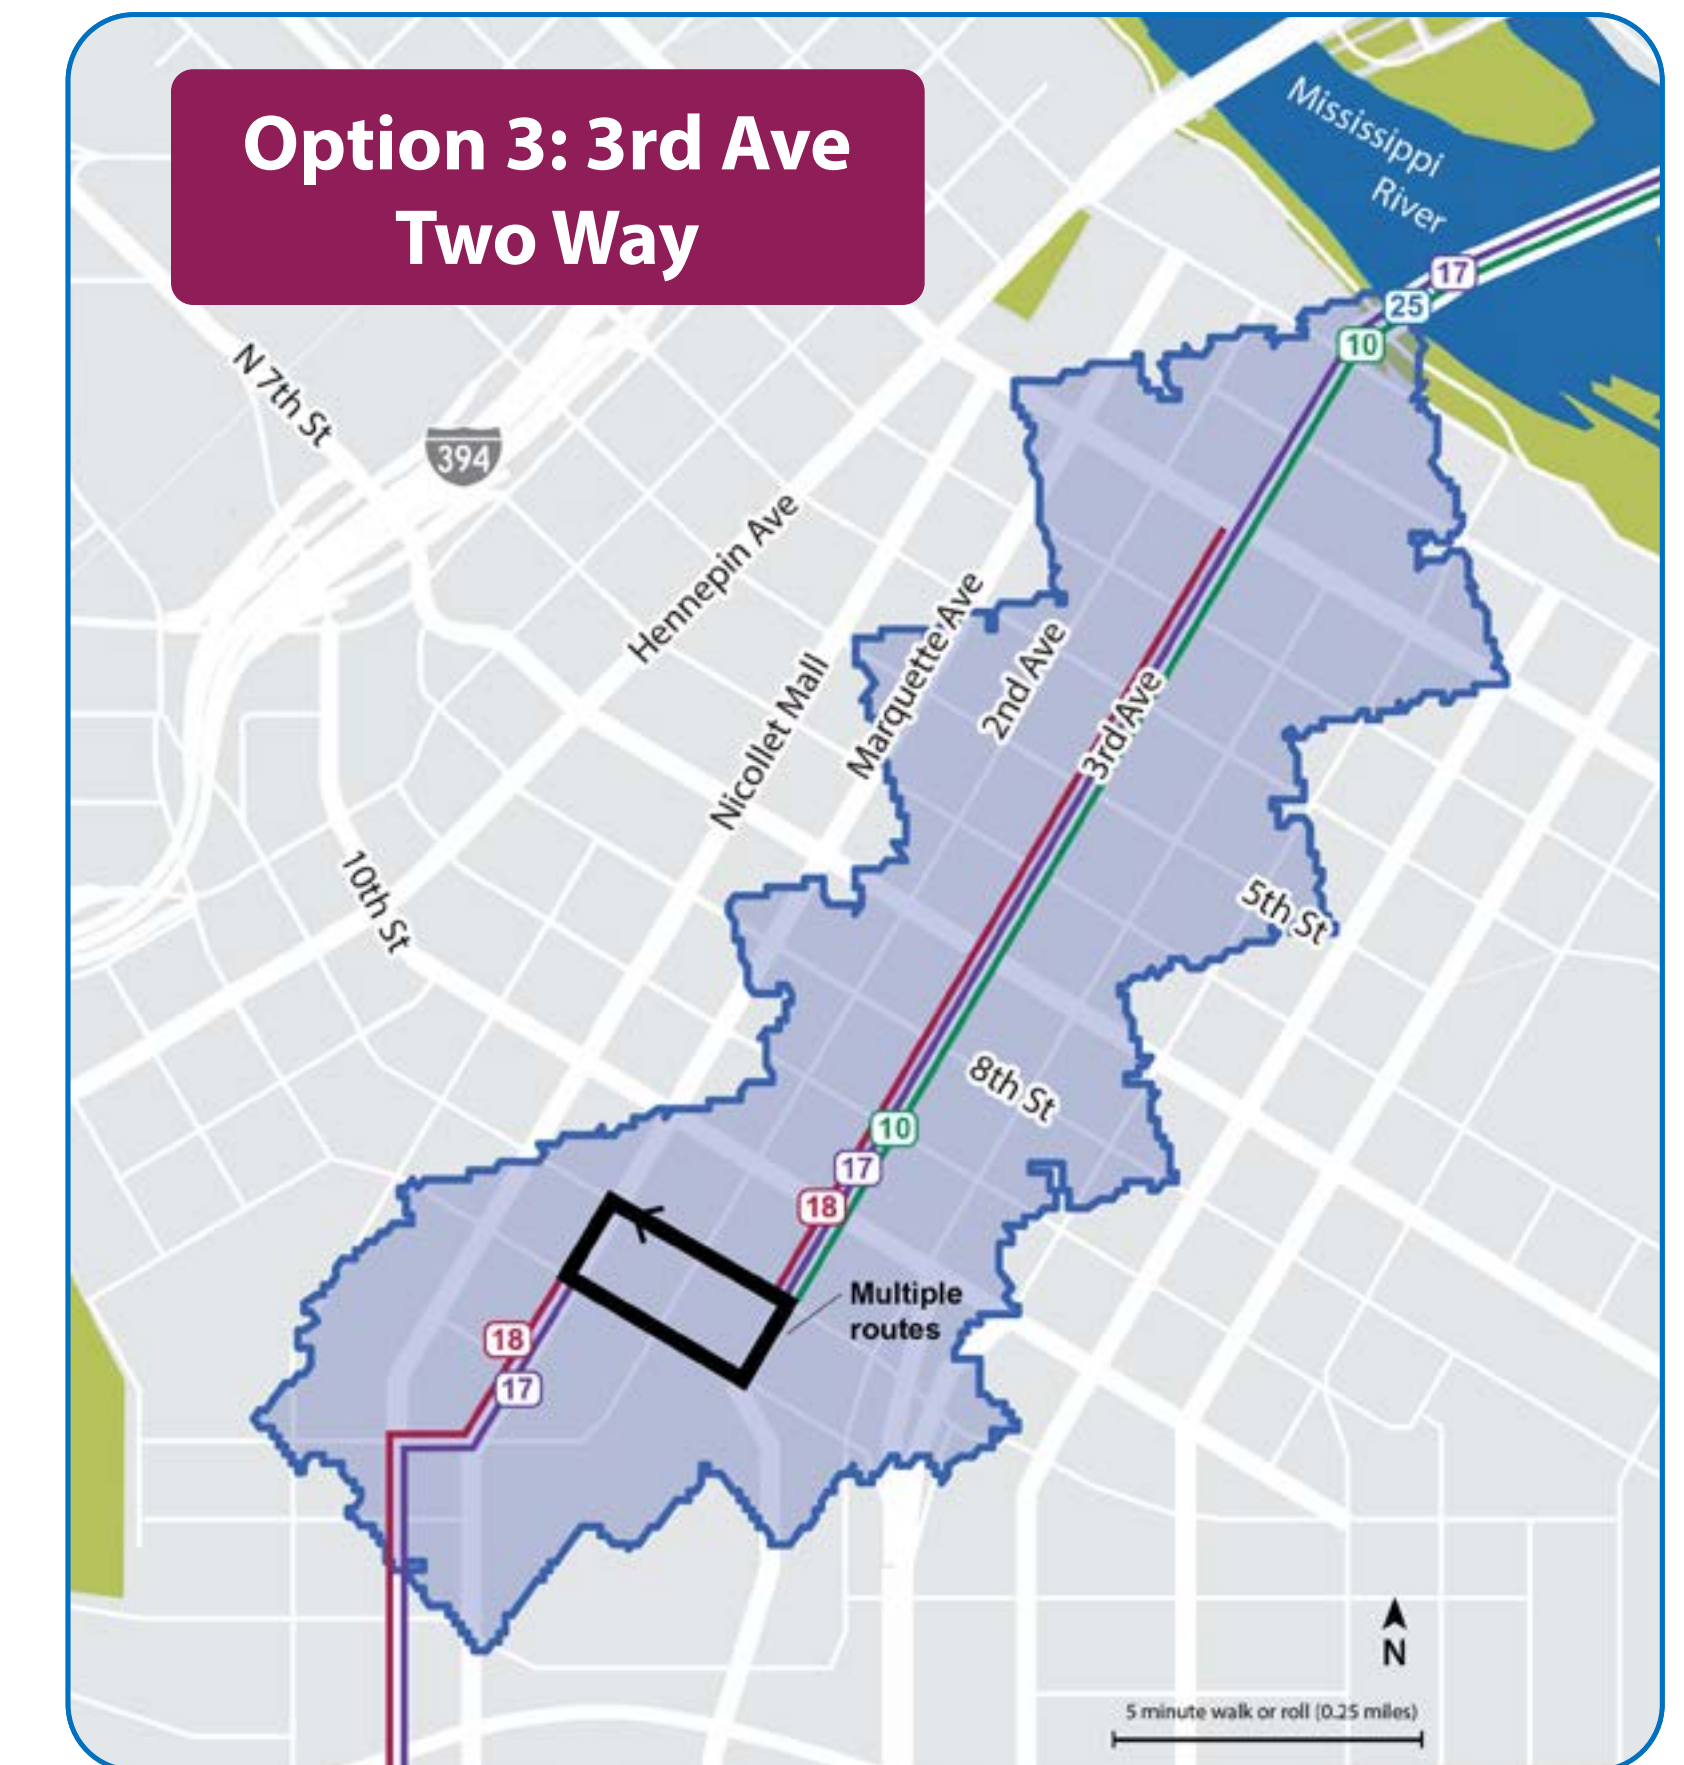 Option 3: 3rd Ave
Two Way
Mississippi
River
17
25
10
N 7th St
394
Hennepin Ave
Marquette Ave
2nd Ave
Nicollet Mall
3rd Ave
10th St
5th St
8th St
10
17
18
Multiple
routes
18
17
N
5 minute walk or roll (0.25 miles)